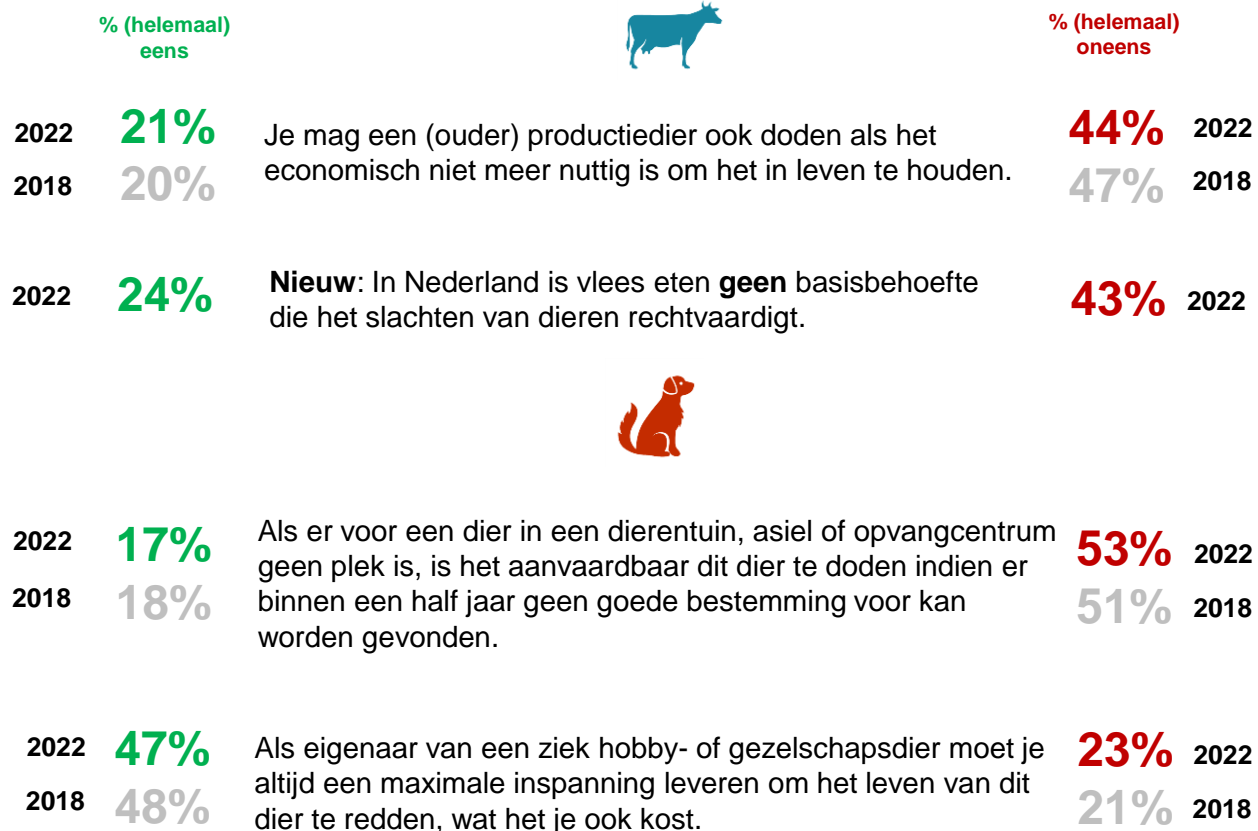 % (helemaal)
eens
% (helemaal)
oneens
2022 21% Je mag een (ouder) productiedier ook doden als het 44% 2022
2018 20% economisch niet meer nuttig is om het in leven te houden. 47% 2018
2022 24% Nieuw: In Nederland is vlees eten geen basisbehoefte 43% 2022
die het slachten van dieren rechtvaardigt.
2022 17% Als er voor een dier in een dierentuin, asiel of opvangcentrum 53% 2022
geen plek is, is het aanvaardbaar dit dier te doden indien er
2018 18% binnen een half jaar geen goede bestemming voor kan 51% 2018
worden gevonden.
2022 47% Als eigenaar van een ziek hobby- of gezelschapsdier moet je 23% 2022
altijd een maximale inspanning leveren om het leven van dit
2018 48% dier te redden, wat het je ook kost. 21% 2018